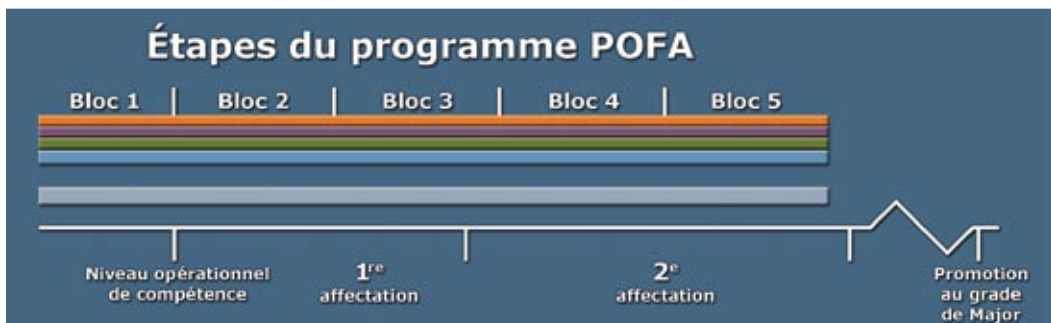 Étapes du programme POFA
Bloc 1 Bloc 2 Bloc 3 Bloc 4 Bloc 5
Niveau opérationnel
de compétence
1re
affectation
2e
affectation
Promotion
au grade
de Major